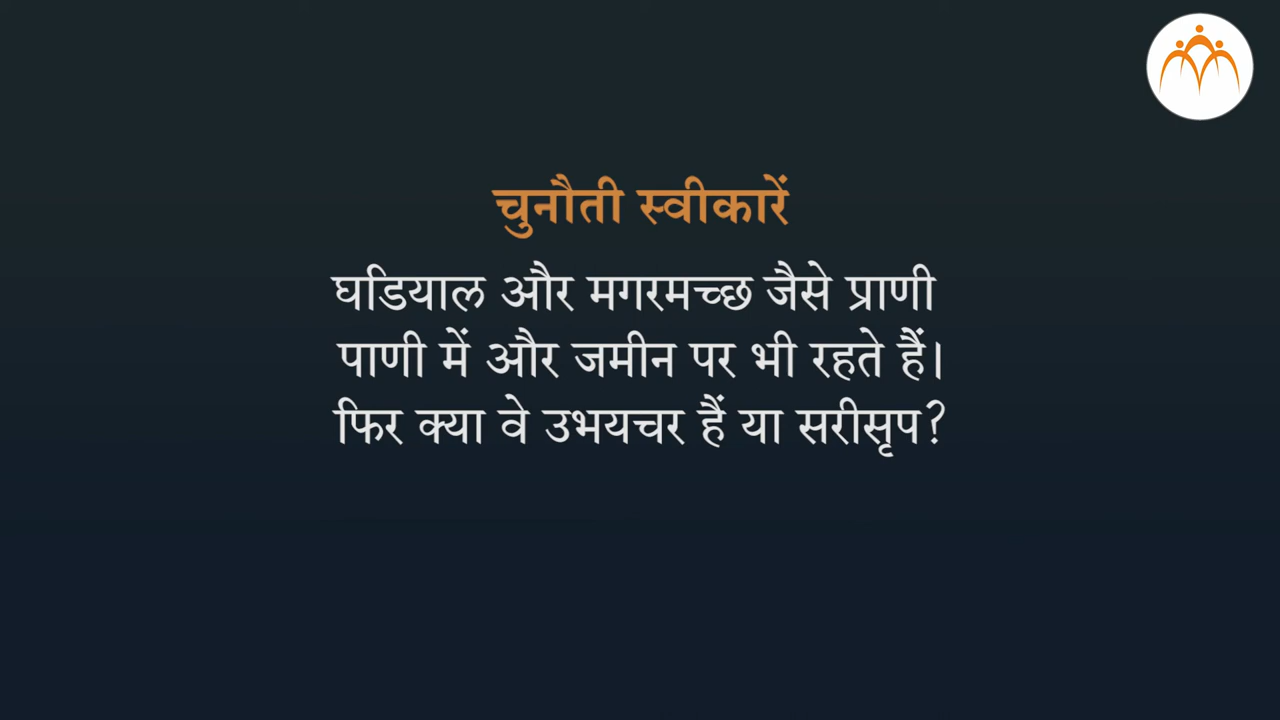 चुनौती स्वीकारें
घडियाल और मगरमच्छ जैसे प्राणी
पाणी में और जमीन पर भी रहते हैं।
फिर क्या वे उभयचर हैं या सरीसृप?